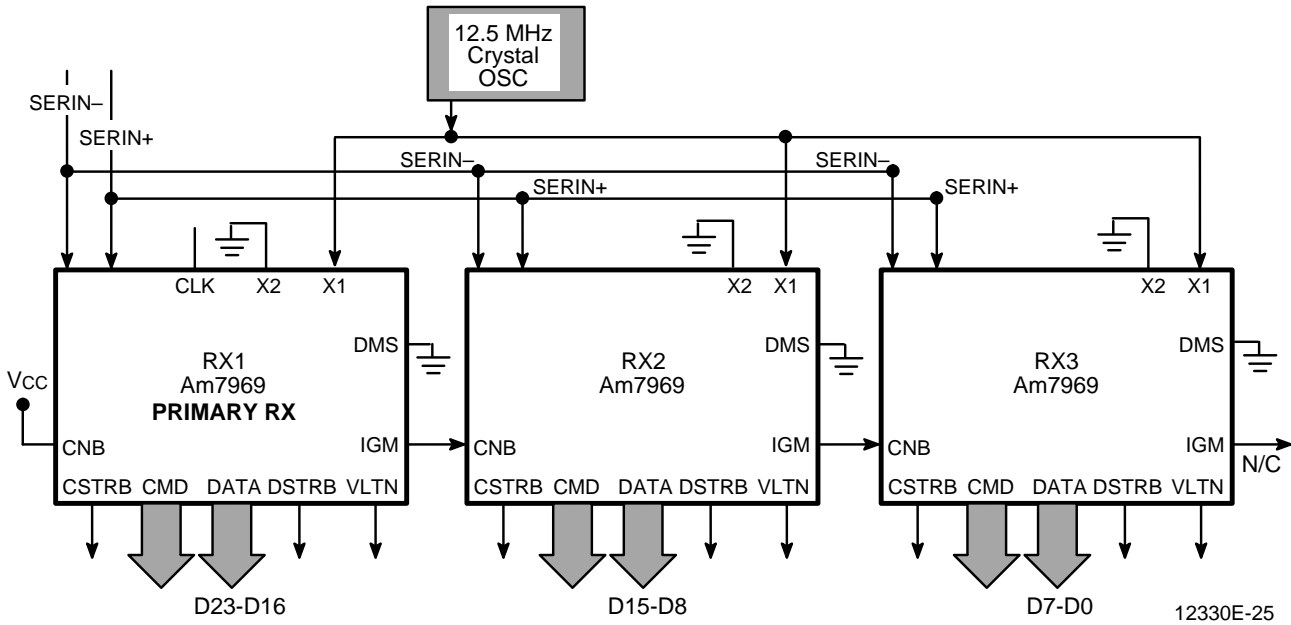 12.5 MHz
Crystal
OSC
SERIN–
SERIN+
SERIN–
SERIN+
SERIN–
SERIN+
CLK X2 X1
X2 X1
X2 X1
DMS
DMS
DMS
RX1
Am7969
PRIMARY RX
RX2
Am7969
RX3
Am7969
VCC
CNB
IGM
CNB
IGM
CNB
IGM
N/C
CSTRB CMD DATA DSTRB VLTN
CSTRB CMD DATA DSTRB VLTN
CSTRB CMD DATA DSTRB VLTN
D23-D16
D15-D8
D7-D0
12330E-25